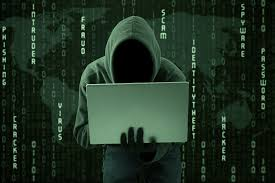 PHISHING
INTRUDER
CRACKER
FRAUD
VIRUS
SCAM
IDENTITYTHEFT
SPYWARE
HACKER
PASSWORD